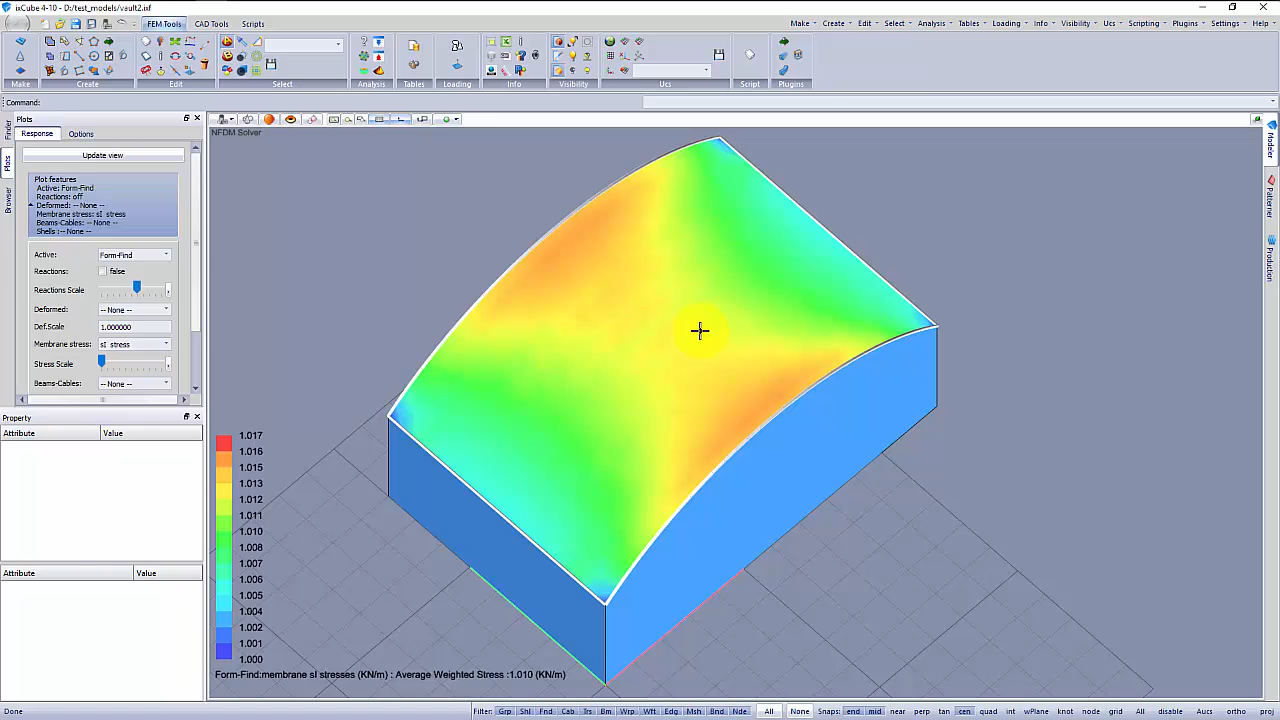 ixCube 4-10 - D:/test_models/vault2.ixf
FEM Tools CAD Tools Scripts
Make Create Edit Select Analysis Tables Loading Info Visibility Ucs Scripting Plugins Settings Help
Make Create Edit Select Analysis Tables Loading Info Visibility Ucs Script Plugins
Command:
Plots
Response Options
Finder
Plots
Browser
Update view
Plot features
Active: Form-Find
Reactions: off
Deformed: -- None --
Membrane stress: sI stress
Beams-Cables: -- None --
Shells :-- None --
Active: Form-Find
Reactions: false
Reactions Scale
Deformed: -- None --
Def.Scale 1.000000
Membrane stress: sI stress
Stress Scale
Beams-Cables: -- None --
Property
Attribute Value
Attribute Value
NFDM Solver
1.017
1.016
1.015
1.013
1.012
1.011
1.010
1.008
1.007
1.006
1.004
1.002
1.001
1.000
Form-Find:membrane sI stresses (KN/m) : Average Weighted Stress :1.010 (KN/m)
Modeler
Patterner
Production
Done
Filter: Grp Shl Fnd Cab Trs Bm Wrp Wft Edg Msh Bnd Nde All None Snaps: end mid near perp tan cen quad int wPlane knot node grid All disable ortho Aucs ortho proj